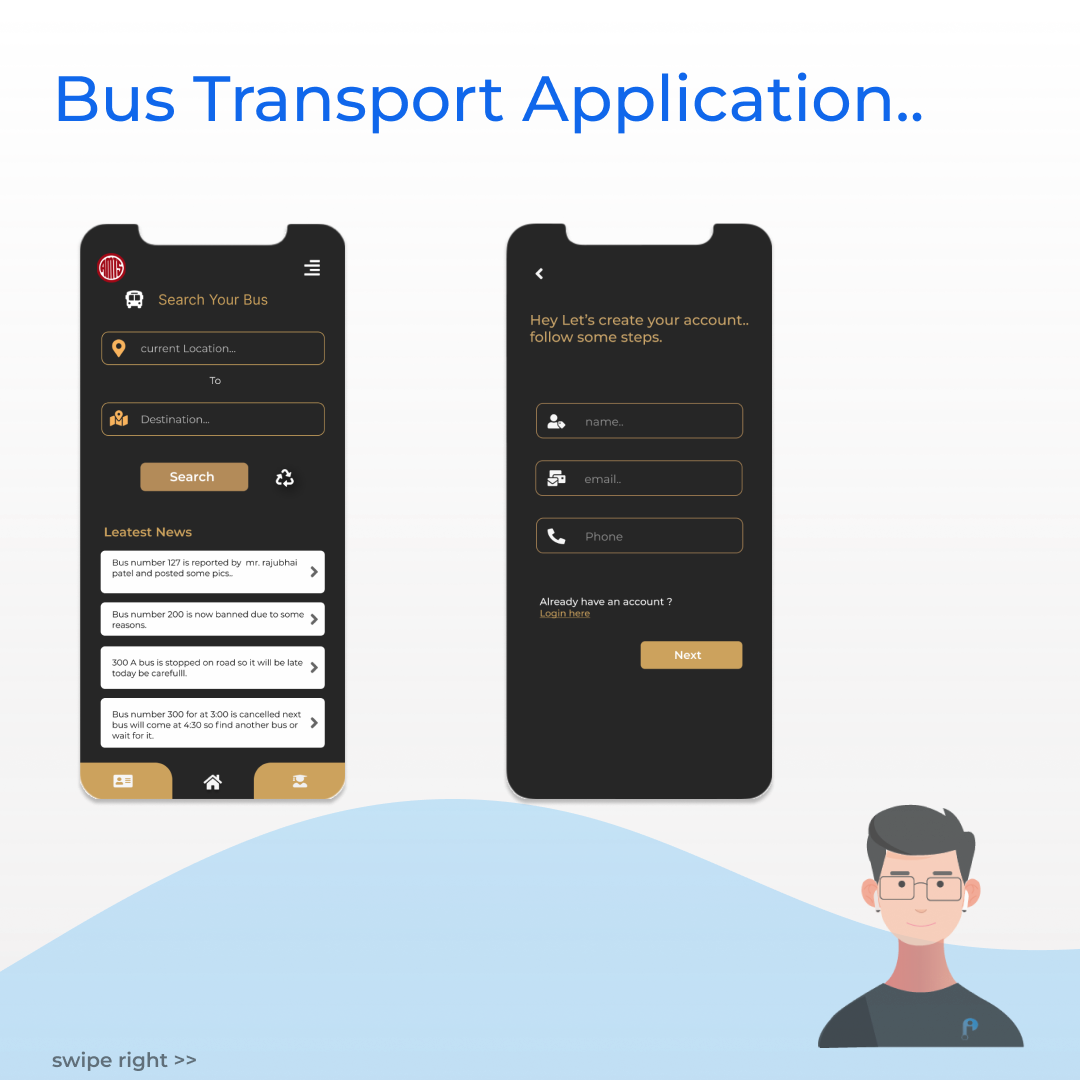 Bus Transport Application..
Search Your Bus
current Location...
To
Destination...
Search
Leatest News
Bus number 127 is reported by mr. rajubhai
patel and posted some pics..
Bus number 200 is now banned due to some
reasons.
300 A bus is stopped on road so it will be late
today be carefulll.
Bus number 300 for at 3:00 is cancelled next
bus will come at 4:30 so find another bus or
wait for it.
Hey Let's create your account..
follow some steps.
name..
email..
Phone
Already have an account ?
Login here
Next
swipe right >>